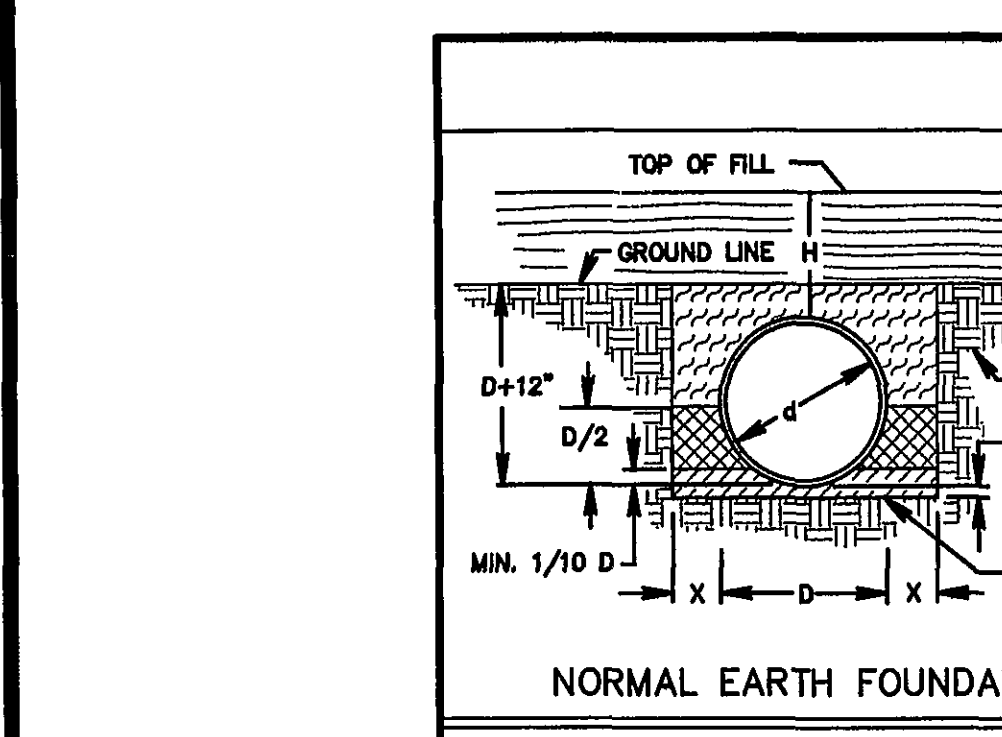 TOP OF FILL
GROUND LINE H
D+12"
d
D/2
MIN. 1/10 D
X D X
NORMAL EARTH FOUNDA